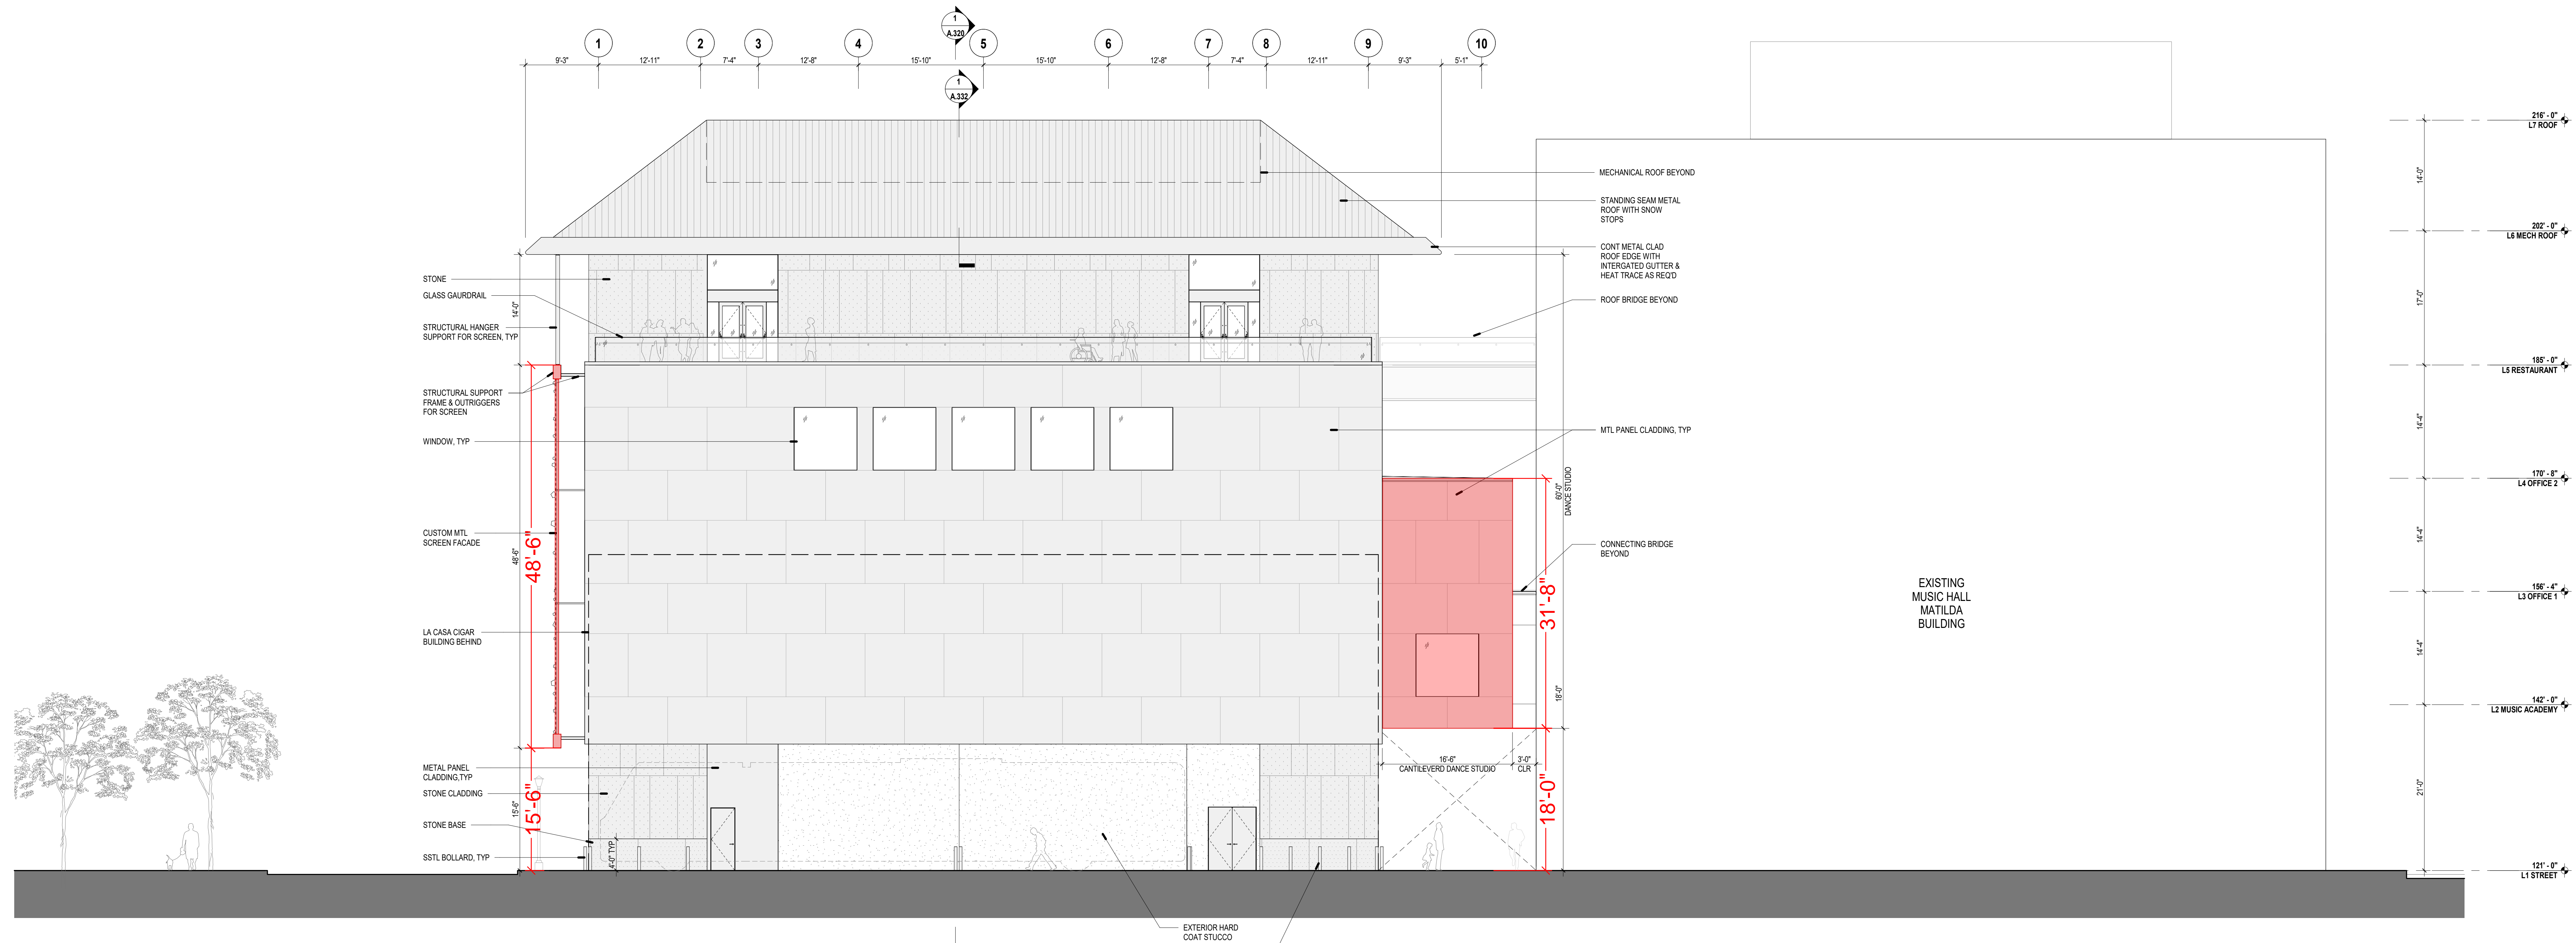 1
A.320
1
2
3
4
5
6
7
8
9
10
9'-3"
12'-11"
7'-4"
12'-8"
15'-10"
15'-10"
12'-8"
7'-4"
12'-11"
9'-3"
5'-1"
1
A.332
216' - 0"
L7 ROOF
14'-0"
202' - 0"
L6 MECH ROOF
17'-0"
185' - 0"
L5 RESTAURANT
14'-4"
170' - 8"
L4 OFFICE 2
14'-4"
156' - 4"
L3 OFFICE 1
14'-4"
142' - 0"
L2 MUSIC ACADEMY
21'-0"
121' - 0"
L1 STREET
MECHANICAL ROOF BEYOND
STANDING SEAM METAL
ROOF WITH SNOW
STOPS
CONT METAL CLAD
ROOF EDGE WITH
INTERGATED GUTTER &
HEAT TRACE AS REQ'D
ROOF BRIDGE BEYOND
MTL PANEL CLADDING, TYP
CONNECTING BRIDGE
BEYOND
STONE
GLASS GAURDRAIL
STRUCTURAL HANGER
SUPPORT FOR SCREEN, TYP
STRUCTURAL SUPPORT
FRAME & OUTRIGGERS
FOR SCREEN
WINDOW, TYP
CUSTOM MTL
SCREEN FACADE
LA CASA CIGAR
BUILDING BEHIND
METAL PANEL
CLADDING,TYP
STONE CLADDING
STONE BASE
SSTL BOLLARD, TYP
14'-0"
48'-6"
48'-6"
15'-6"
15'-6"
4'-0" TYP
60'-0"
DANCE STUDIO
31'-8"
18'-0"
18'-0"
16'-6"
CANTILEVERD DANCE STUDIO
3'-0"
CLR
EXISTING
MUSIC HALL
MATILDA
BUILDING
EXTERIOR HARD
COAT STUCCO